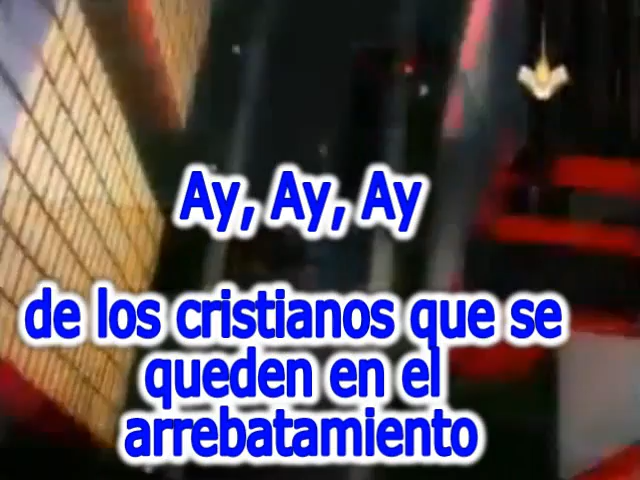 Ay, Ay, Ay
de los cristianos que se
queden en el
arrebatamiento